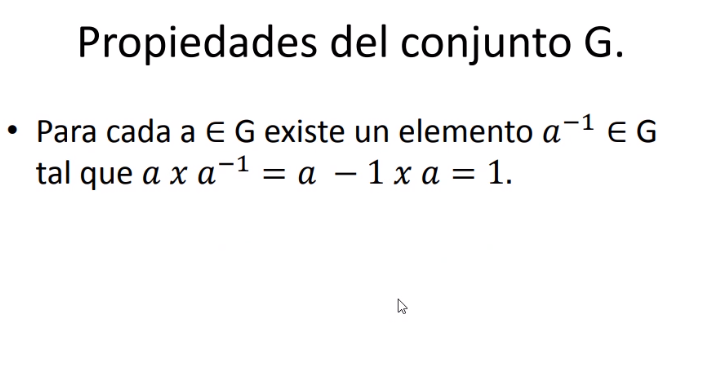 Propiedades del conjunto G.
• Para cada a ∈ G existe un elemento a⁻¹ ∈ G
tal que a x a⁻¹ = a − 1 x a = 1.